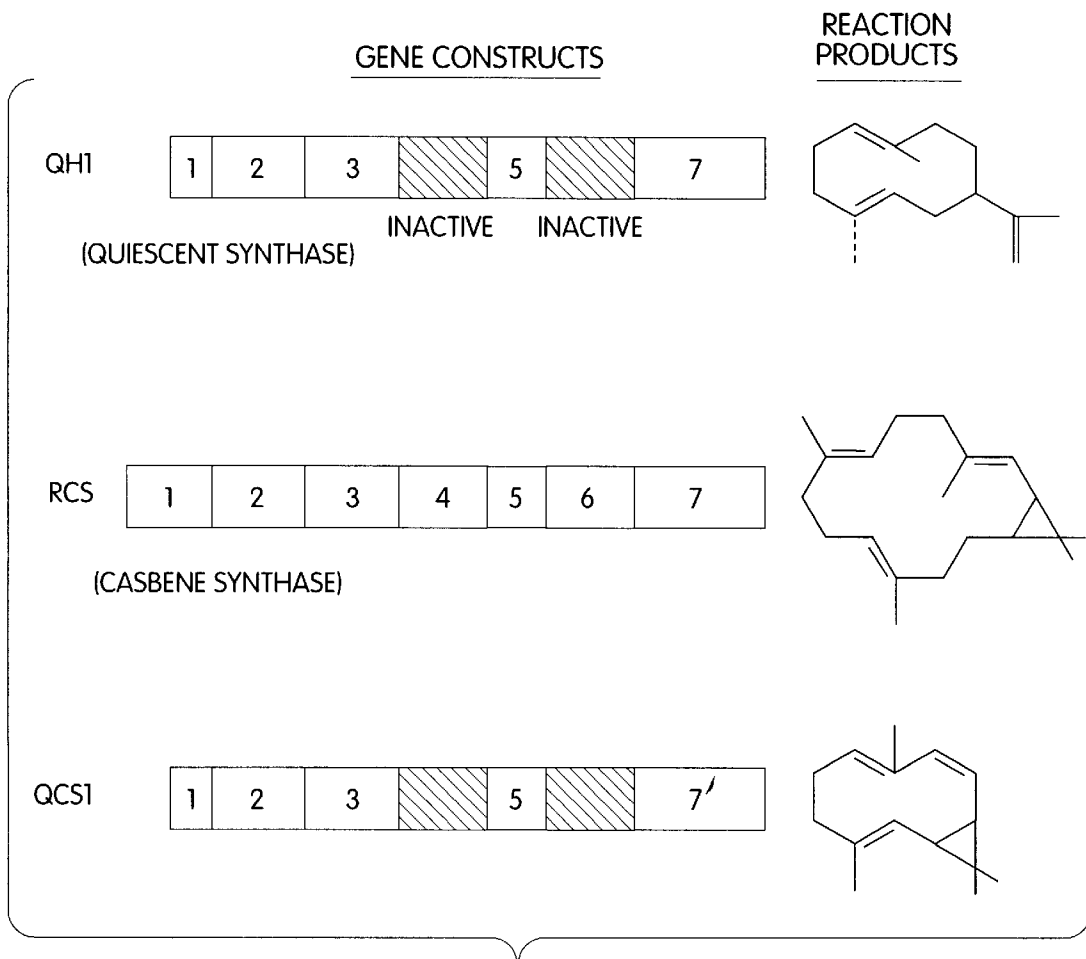 GENE CONSTRUCTS
REACTION
PRODUCTS
QH1
1 2 3 5 7
INACTIVE INACTIVE
(QUIESCENT SYNTHASE)
RCS
1 2 3 4 5 6 7
(CASBENE SYNTHASE)
QCS1
1 2 3 5 7′